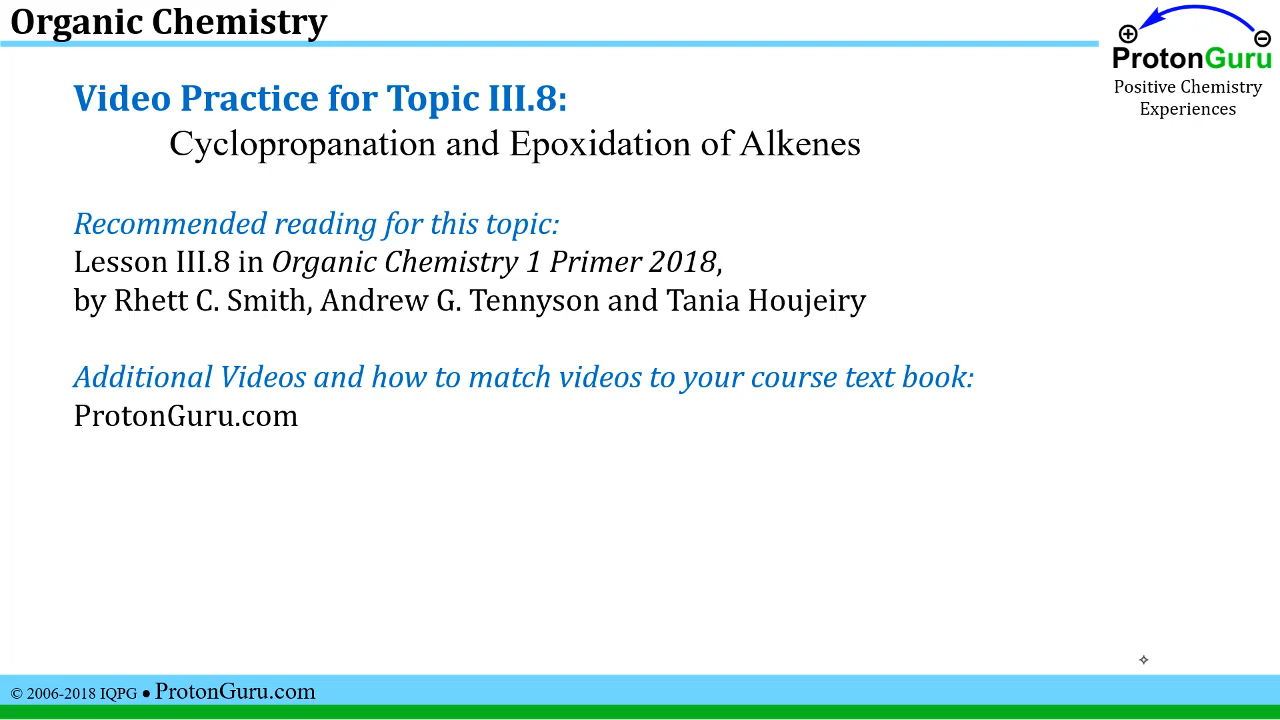 Organic Chemistry
⊕ ⊖
ProtonGuru
Positive Chemistry
Experiences
Video Practice for Topic III.8:
Cyclopropanation and Epoxidation of Alkenes
Recommended reading for this topic:
Lesson III.8 in Organic Chemistry 1 Primer 2018,
by Rhett C. Smith, Andrew G. Tennyson and Tania Houjeiry
Additional Videos and how to match videos to your course text book:
ProtonGuru.com
© 2006-2018 IQPG ● ProtonGuru.com